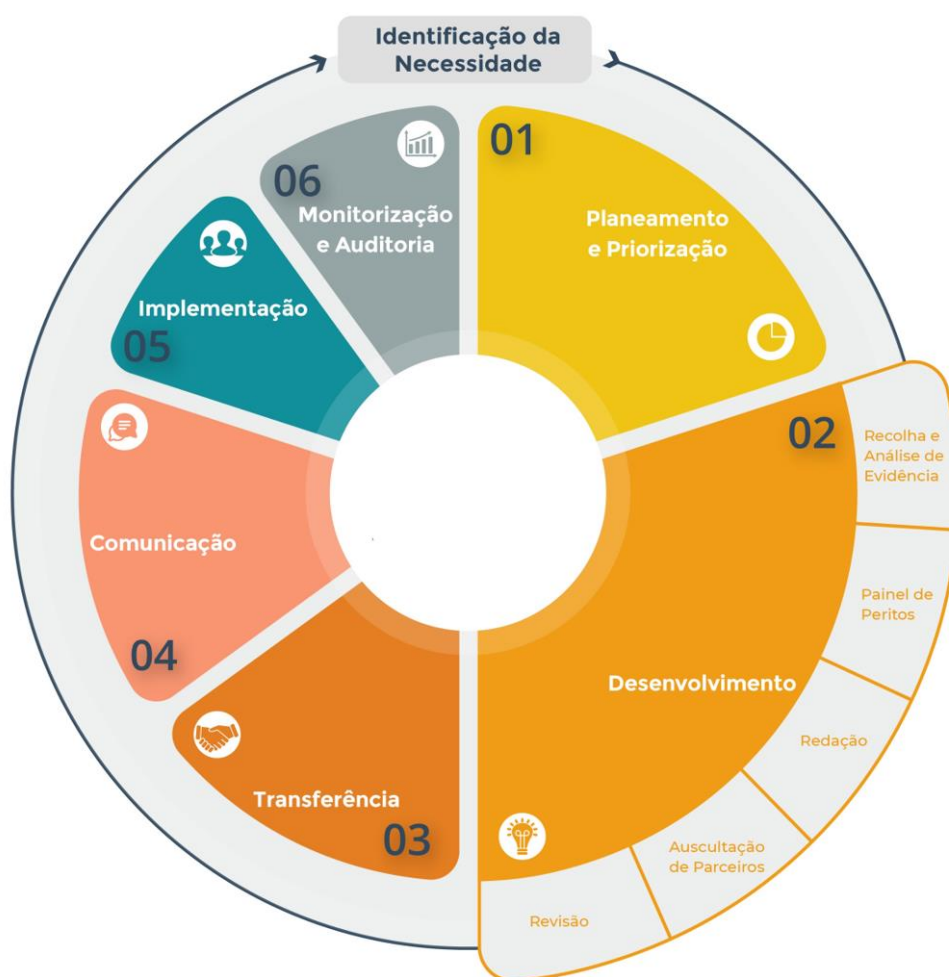 Identificação da
Necessidade
01
Planeamento
e Priorização
02
Desenvolvimento
Recolha e
Análise de
Evidência
Painel de
Peritos
Redação
Auscultação
de Parceiros
Revisão
03
Transferência
04
Comunicação
05
Implementação
06
Monitorização
e Auditoria